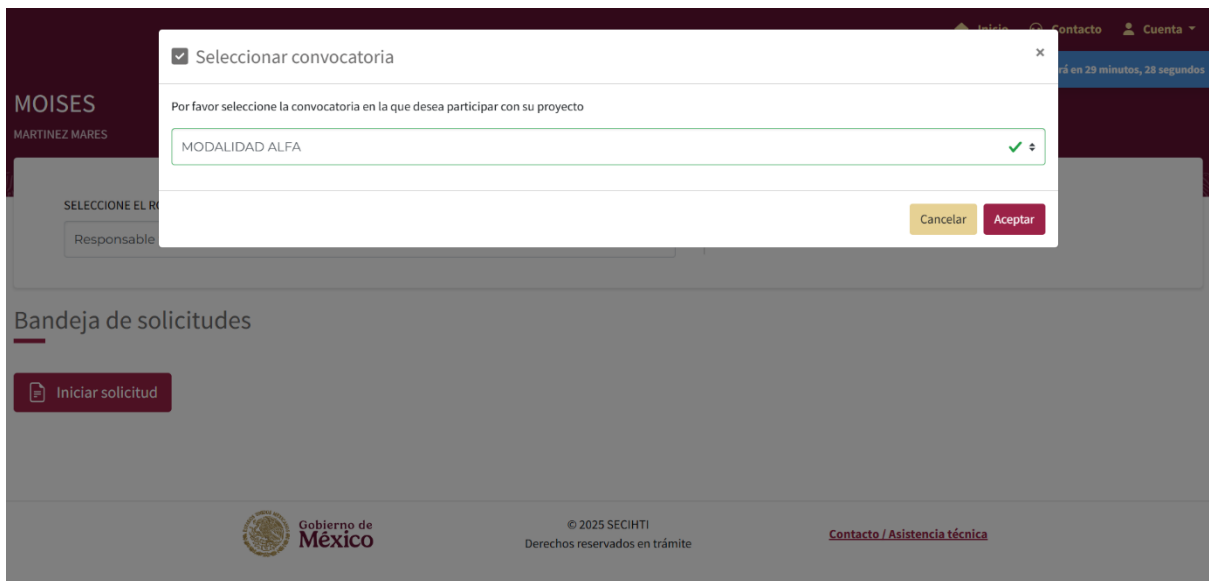 Inicio Contacto Cuenta
Seleccionar convocatoria
×
rá en 29 minutos, 28 segundos
MOISES
MARTINEZ MARES
Por favor seleccione la convocatoria en la que desea participar con su proyecto
MODALIDAD ALFA
SELECCIONE EL RO
Responsable
Cancelar Aceptar
Bandeja de solicitudes
Iniciar solicitud
Gobierno de
México
© 2025 SECIHTI
Derechos reservados en trámite
Contacto / Asistencia técnica